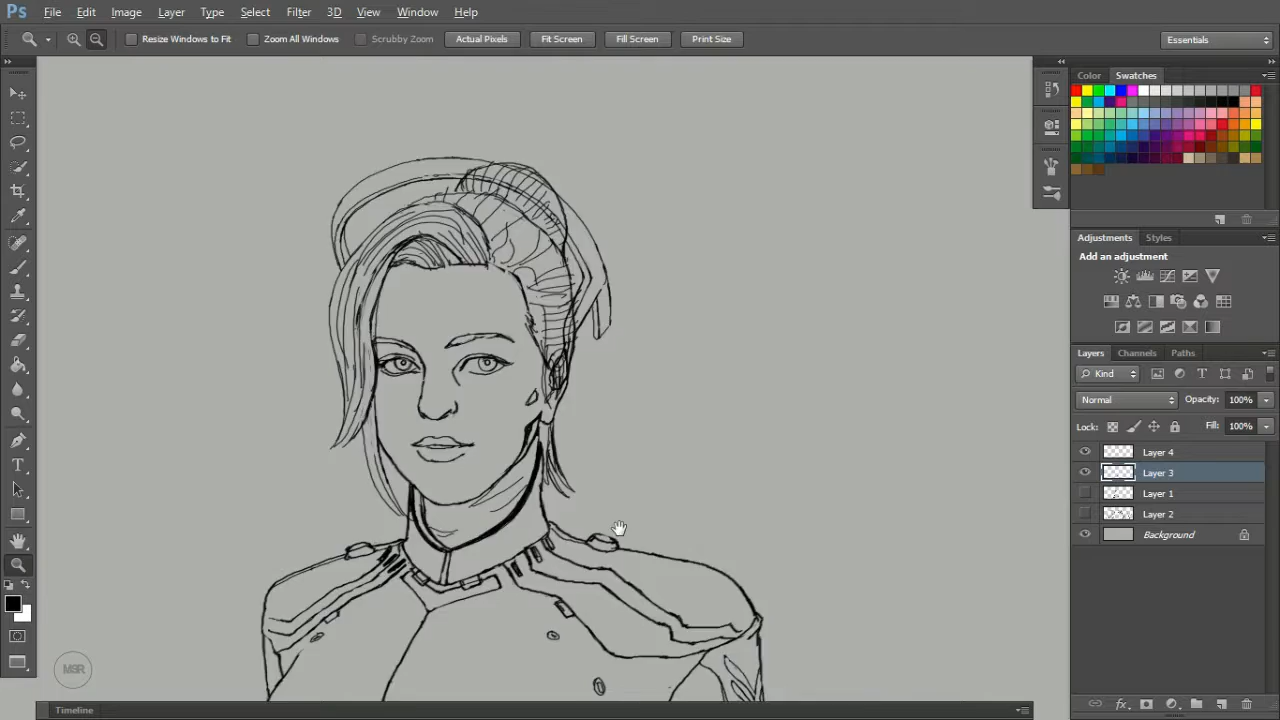 Ps File Edit Image Layer Type Select Filter 3D View Window Help
Resize Windows to Fit Zoom All Windows Scrubby Zoom Actual Pixels Fit Screen Fill Screen Print Size Essentials
Color Swatches
Adjustments Styles
Add an adjustment
Layers Channels Paths
Kind
Normal Opacity: 100%
Lock: Fill: 100%
Layer 4
Layer 3
Layer 1
Layer 2
Background
MSR
Timeline